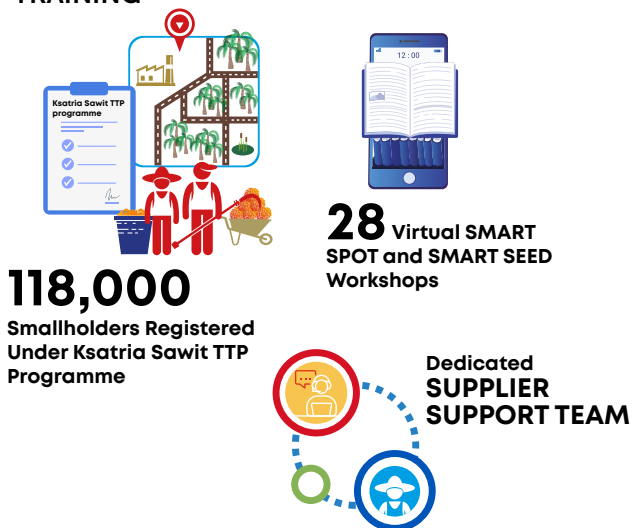 TRAINING
Ksatria Sawit TTP
programme
12:00
28 Virtual SMART
SPOT and SMART SEED
Workshops
118,000
Smallholders Registered
Under Ksatria Sawit TTP
Programme
Dedicated
SUPPLIER
SUPPORT TEAM